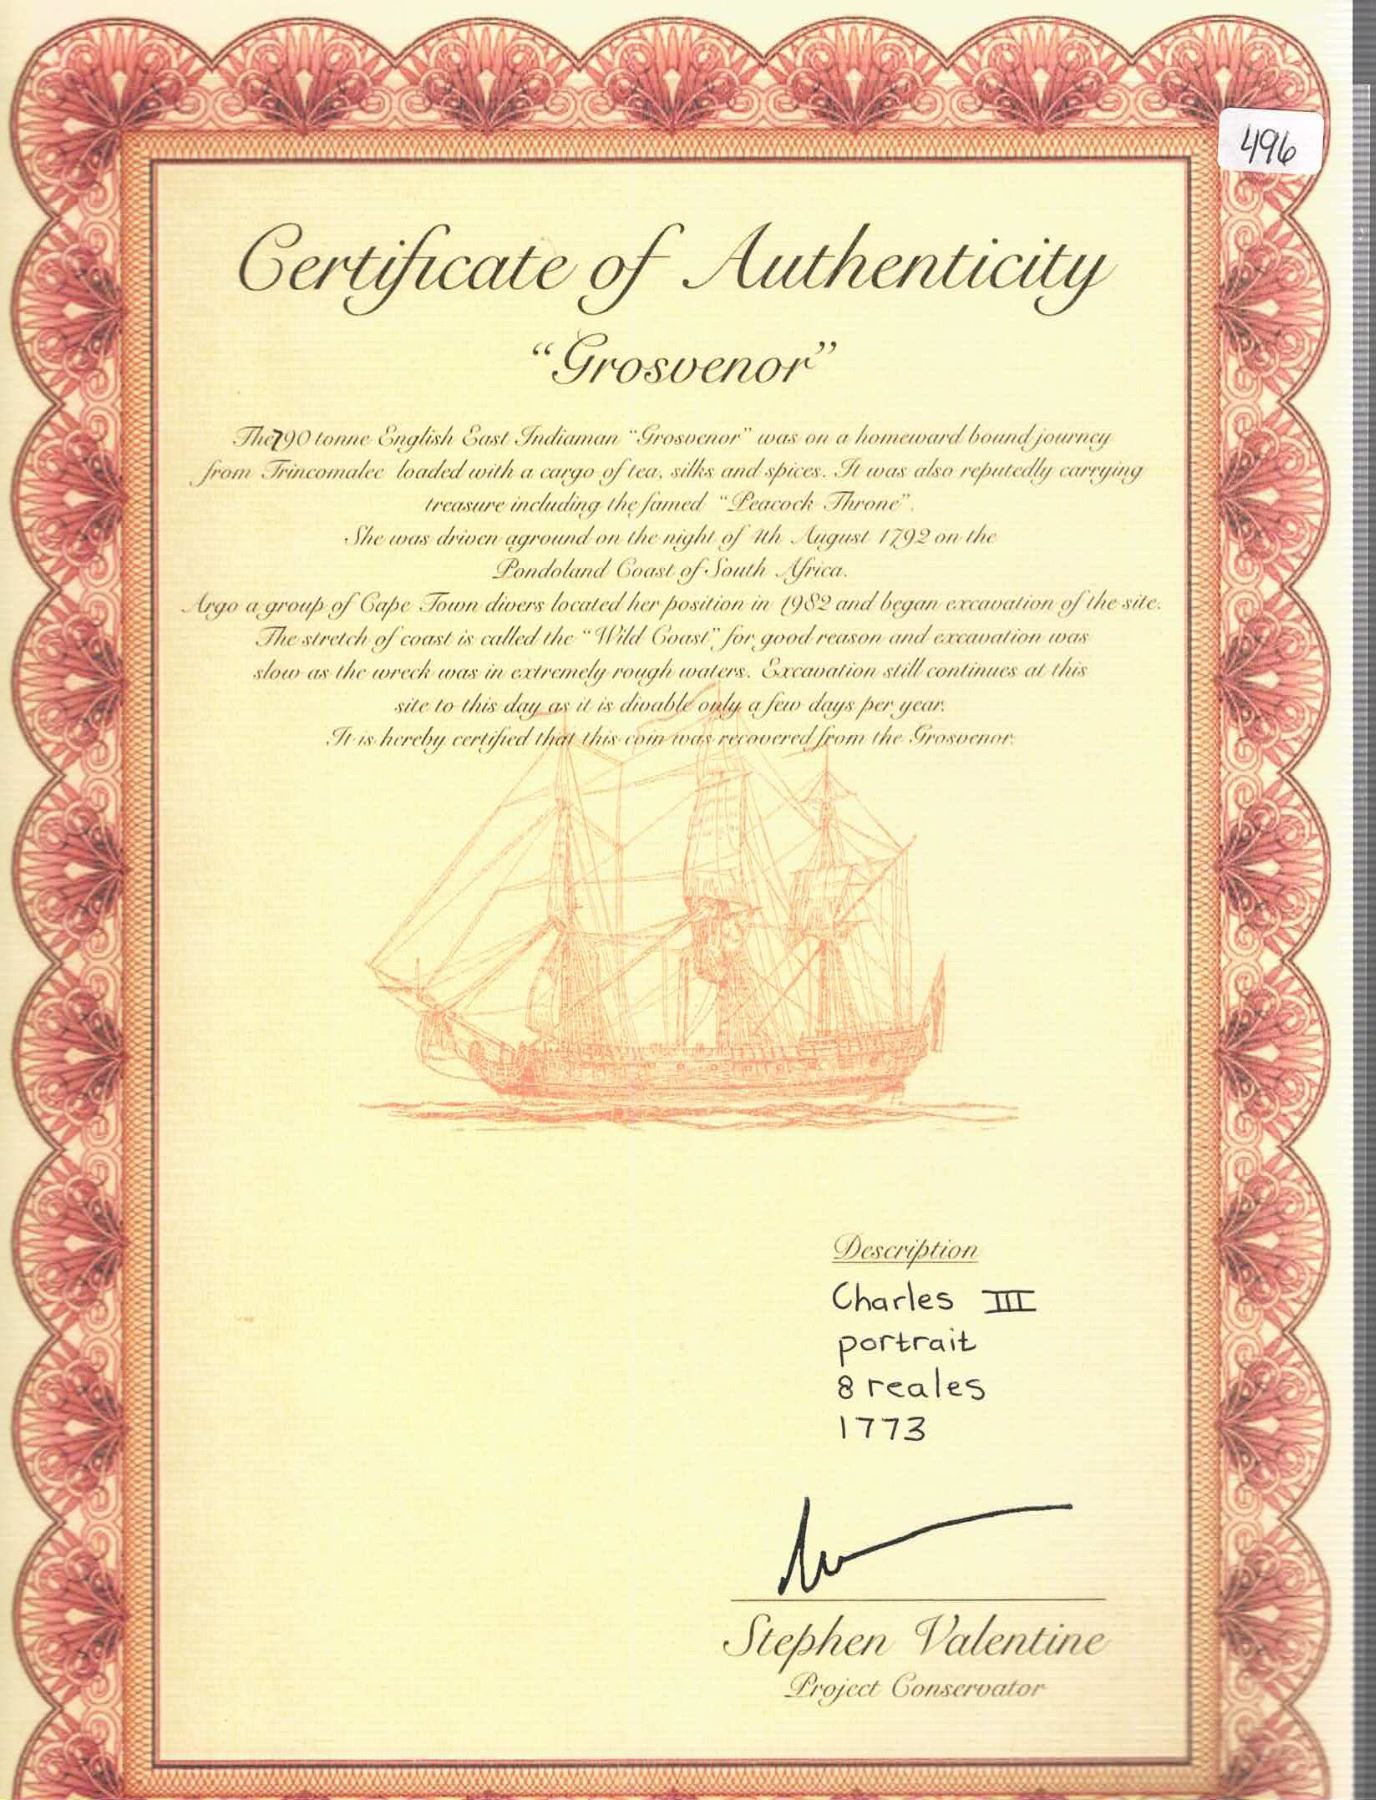 496
Certificate of Authenticity
“Grosvenor”
The 790 tonne English East Indiaman “Grosvenor” was on a homeward bound journey
from Trincomalee loaded with a cargo of tea, silks and spices. It was also reputedly carrying
treasure including the famed “Peacock Throne”.
She was driven aground on the night of 4th August 1792 on the
Pondoland Coast of South Africa.
Argo a group of Cape Town divers located her position in 1982 and began excavation of the site.
The stretch of coast is called the “Wild Coast” for good reason and excavation was
slow as the wreck was in extremely rough waters. Excavation still continues at this
site to this day as it is divable only a few days per year.
It is hereby certified that this coin was recovered from the Grosvenor.
Description
Charles III
portrait
8 reales
1773
Stephen Valentine
Project Conservator